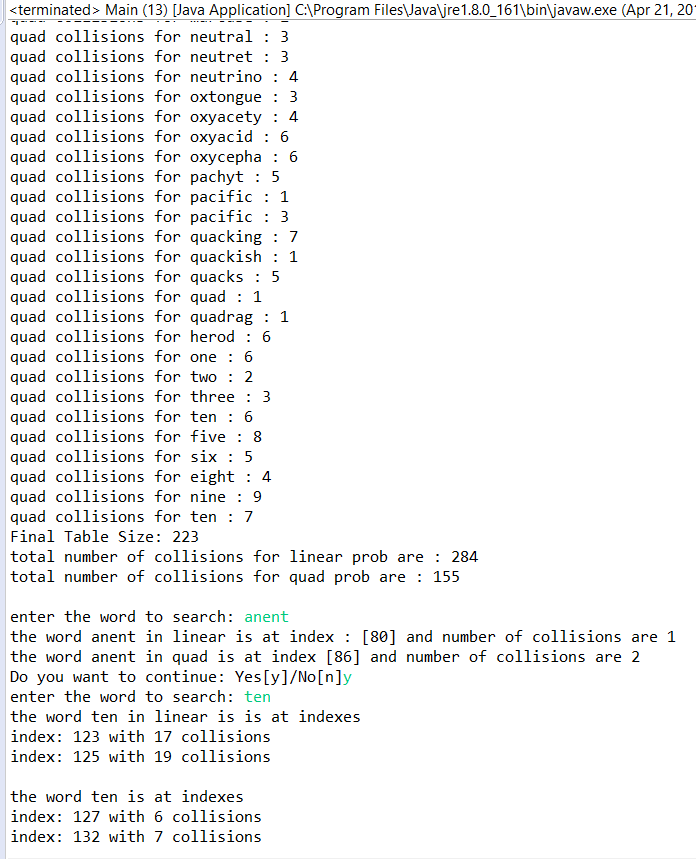 <terminated> Main (13) [Java Application] C:\Program Files\Java\jre1.8.0_161\bin\javaw.exe (Apr 21, 20
quad collisions for neutral : 3
quad collisions for neutret : 3
quad collisions for neutrino : 4
quad collisions for oxtongue : 3
quad collisions for oxyacety : 4
quad collisions for oxyacid : 6
quad collisions for oxycepha : 6
quad collisions for pachyt : 5
quad collisions for pacific : 1
quad collisions for pacific : 3
quad collisions for quacking : 7
quad collisions for quackish : 1
quad collisions for quacks : 5
quad collisions for quad : 1
quad collisions for quadrag : 1
quad collisions for herod : 6
quad collisions for one : 6
quad collisions for two : 2
quad collisions for three : 3
quad collisions for ten : 6
quad collisions for five : 8
quad collisions for six : 5
quad collisions for eight : 4
quad collisions for nine : 9
quad collisions for ten : 7
Final Table Size: 223
total number of collisions for linear prob are : 284
total number of collisions for quad prob are : 155
enter the word to search: anent
the word anent in linear is at index : [80] and number of collisions are 1
the word anent in quad is at index [86] and number of collisions are 2
Do you want to continue: Yes[y]/No[n]y
enter the word to search: ten
the word ten in linear is is at indexes
index: 123 with 17 collisions
index: 125 with 19 collisions
the word ten is at indexes
index: 127 with 6 collisions
index: 132 with 7 collisions